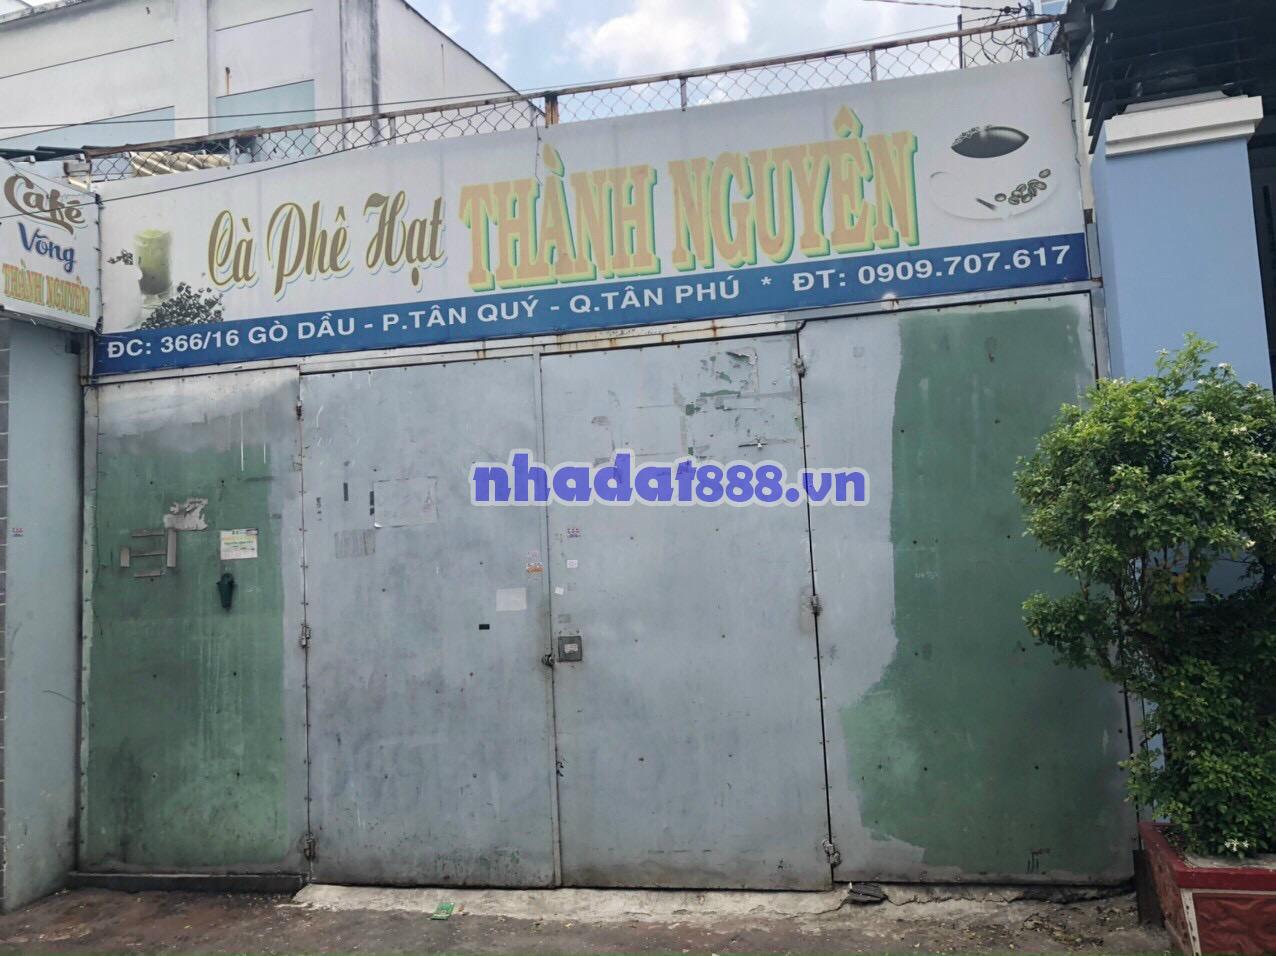 Café
Võng
THÀNH NGUYÊN
Cà Phê Hạt THÀNH NGUYÊN
ĐC: 366/16 GÒ DẦU - P.TÂN QUÝ - Q.TÂN PHÚ * ĐT: 0909.707.617
nhadat888.vn